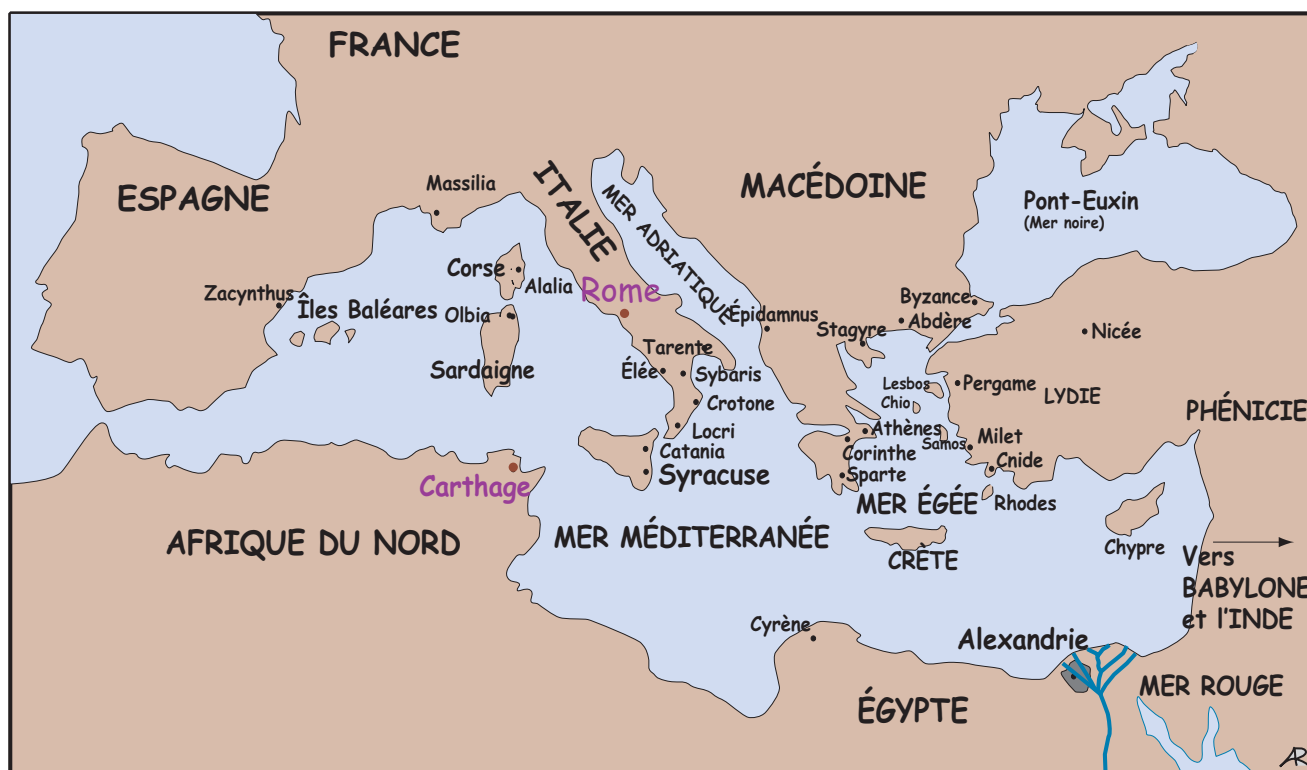 FRANCE
ESPAGNE
Massilia
ITALIE
MER ADRIATIQUE
MACÉDOINE
Pont-Euxin
(Mer noire)
Corse
Alalia
Rome
Zacynthus
Îles Baléares
Olbia
Sardaigne
Épidamnus
Byzance
Abdère
Stagyre
Nicée
Tarente
Élée
Sybaris
Crotone
Locri
Catania
Syracuse
Lesbos
Chio
Pergame
LYDIE
PHÉNICIE
Athènes
Samos
Milet
Corinthe
Cnide
Sparte
MER ÉGÉE
Rhodes
Carthage
AFRIQUE DU NORD
MER MÉDITERRANÉE
CRÈTE
Chypre
Vers
BABYLONE
et l'INDE
Cyrène
Alexandrie
ÉGYPTE
MER ROUGE
AR